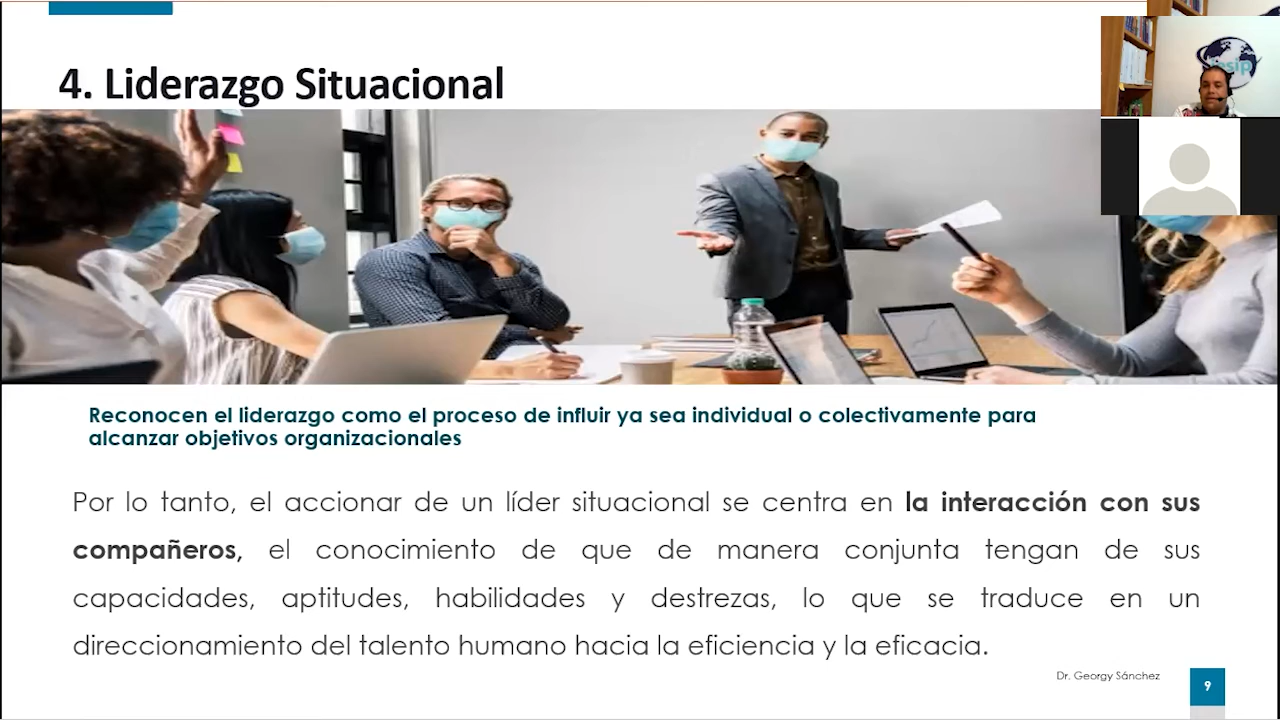 4. Liderazgo Situacional
Reconocen el liderazgo como el proceso de influir ya sea individual o colectivamente para
alcanzar objetivos organizacionales
Por lo tanto, el accionar de un líder situacional se centra en la interacción con sus
compañeros, el conocimiento de que de manera conjunta tengan de sus
capacidades, aptitudes, habilidades y destrezas, lo que se traduce en un
direccionamiento del talento humano hacia la eficiencia y la eficacia.
Dr. Georgy Sánchez
9